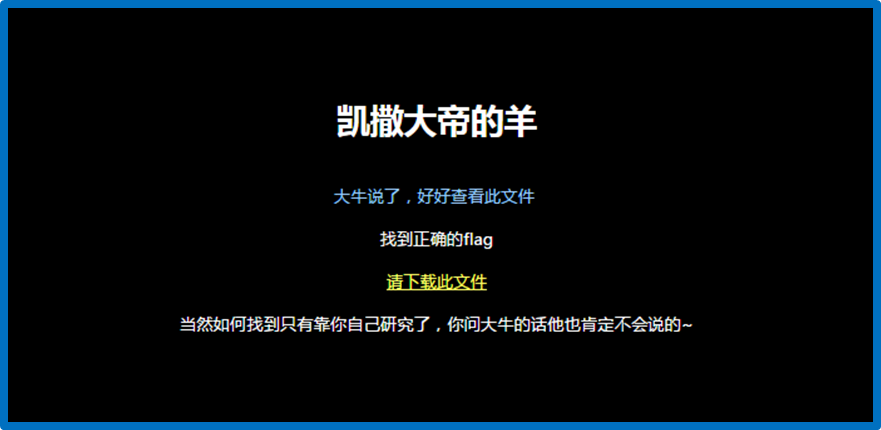 凯撒大帝的羊
大牛说了，好好查看此文件
找到正确的flag
请下载此文件
当然如何找到只有靠你自己研究了，你问大牛的话他也肯定不会说的~